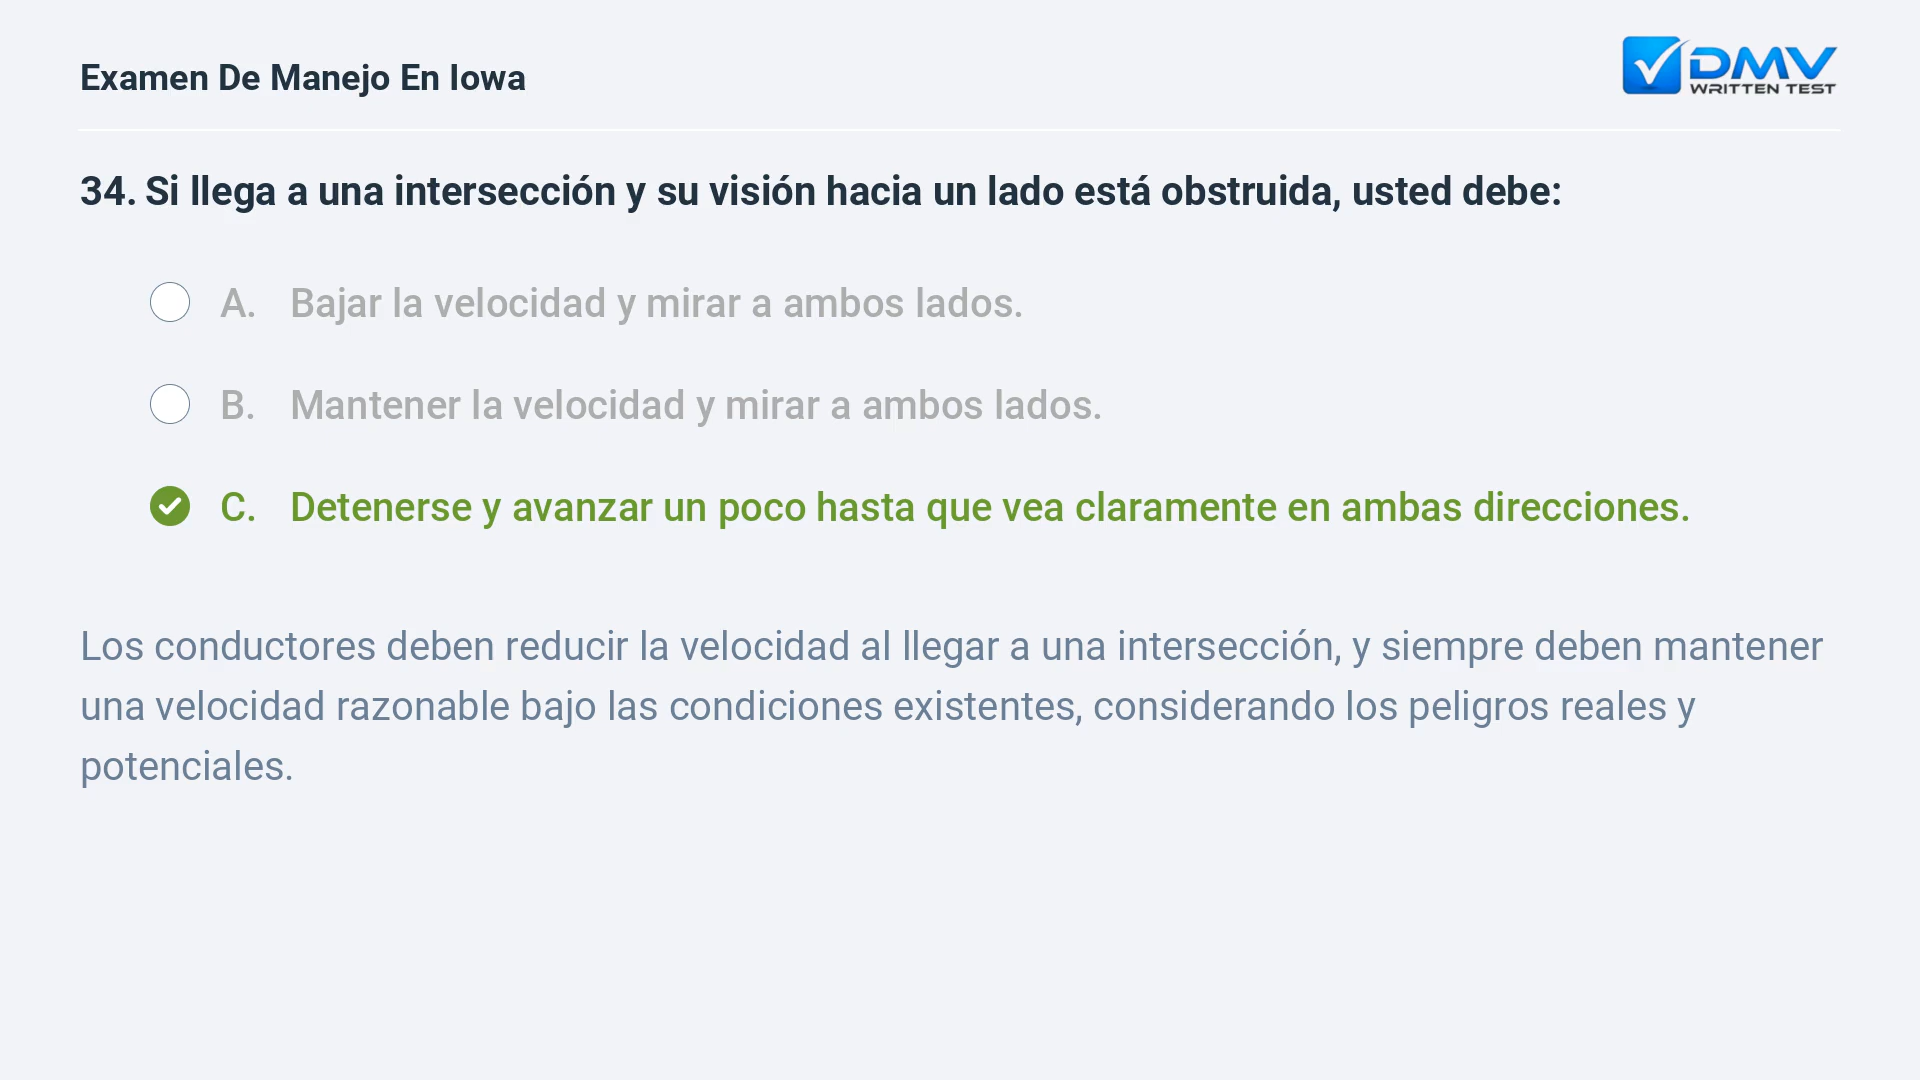 Examen De Manejo En Iowa
DMV
WRITTEN TEST
34. Si llega a una intersección y su visión hacia un lado está obstruida, usted debe:
A. Bajar la velocidad y mirar a ambos lados.
B. Mantener la velocidad y mirar a ambos lados.
C. Detenerse y avanzar un poco hasta que vea claramente en ambas direcciones.
Los conductores deben reducir la velocidad al llegar a una intersección, y siempre deben mantener
una velocidad razonable bajo las condiciones existentes, considerando los peligros reales y
potenciales.